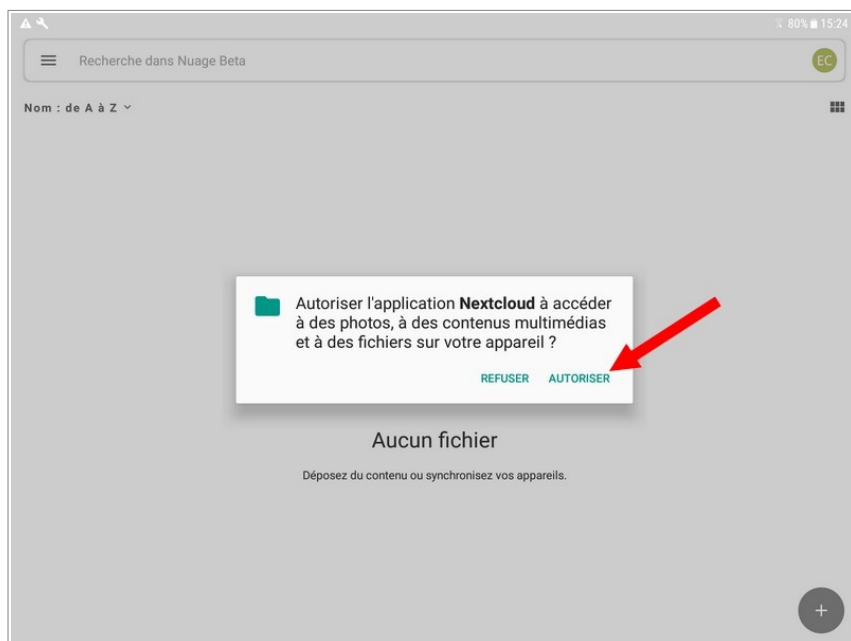 80% 15:24
Recherche dans Nuage Beta
EC
Nom : de A à Z
Autoriser l'application Nextcloud à accéder
à des photos, à des contenus multimédias
et à des fichiers sur votre appareil ?
REFUSER AUTORISER
Aucun fichier
Déposez du contenu ou synchronisez vos appareils.